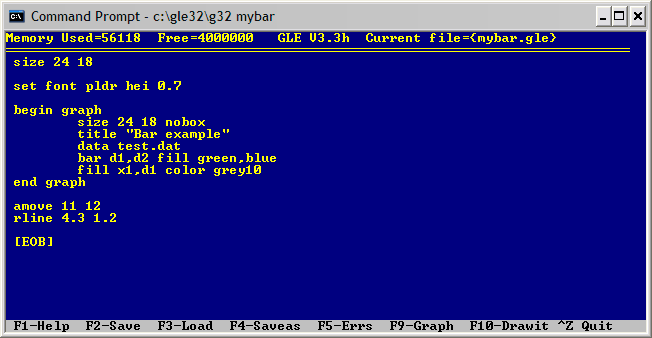 Command Prompt - c:\gle32\g32 mybar
Memory Used=56118  Free=4000000   GLE V3.3h  Current file={mybar.gle}
size 24 18
set font pldr hei 0.7
begin graph
        size 24 18 nobox
        title "Bar example"
        data test.dat
        bar d1,d2 fill green,blue
        fill x1,d1 color grey10
end graph
amove 11 12
rline 4.3 1.2
[EOB]
F1-Help  F2-Save  F3-Load  F4-Saveas  F5-Errs  F9-Graph  F10-Drawit ^Z Quit